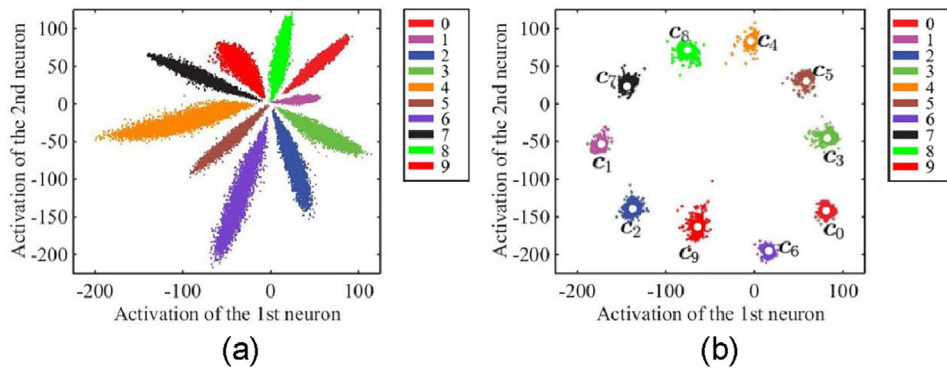 Activation of the 2nd neuron
100
50
0
-50
-100
-150
-200
-200
-100
0
100
Activation of the 1st neuron
0
1
2
3
4
5
6
7
8
9
(a)
Activation of the 2nd neuron
100
50
0
-50
-100
-150
-200
c8
c4
c7
c5
c1
c3
c2
c9
c0
c6
-200
-100
0
100
Activation of the 1st neuron
0
1
2
3
4
5
6
7
8
9
(b)